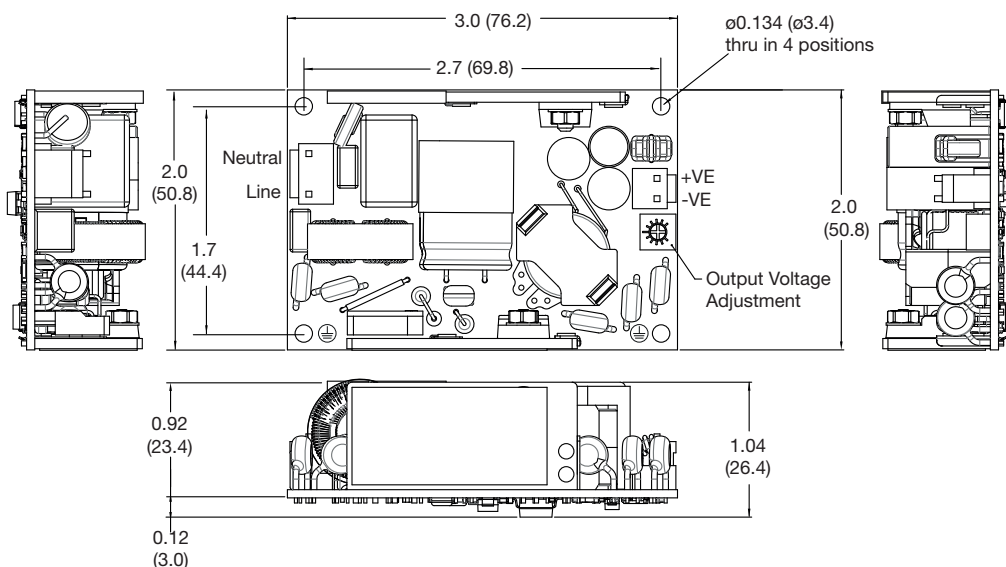 3.0 (76.2)
ø0.134 (ø3.4)
thru in 4 positions
2.7 (69.8)
Neutral
Line
2.0
(50.8)
1.7
(44.4)
+VE
-VE
2.0
(50.8)
Output Voltage
Adjustment
0.92
(23.4)
1.04
(26.4)
0.12
(3.0)